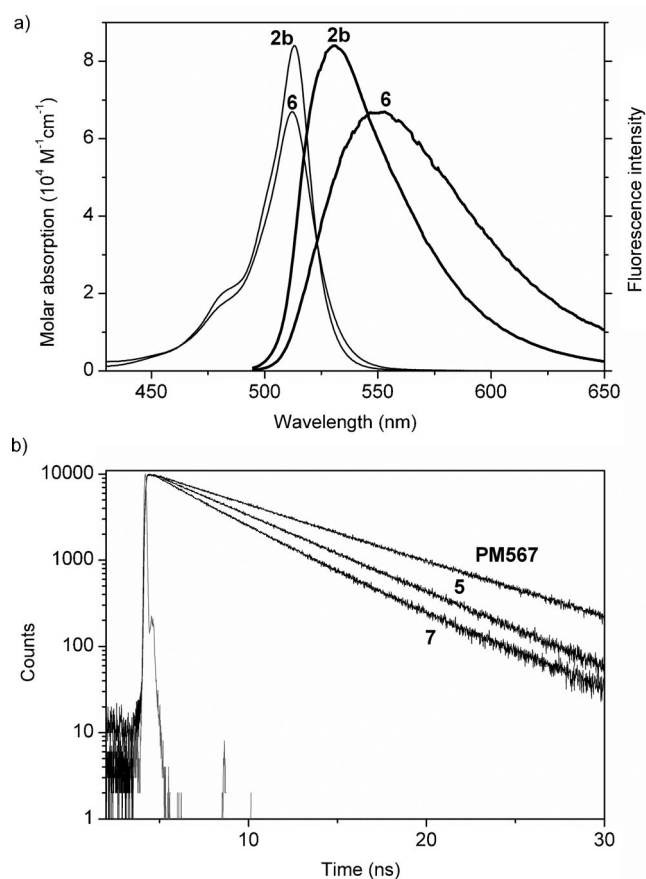 a)
2b
2b
6
6
8
6
4
2
0
Molar absorption (10⁴ M⁻¹cm⁻¹)
Fluorescence intensity
450 500 550 600 650
Wavelength (nm)
b)
10000
1000
100
10
1
Counts
PM567
5
7
10 20 30
Time (ns)